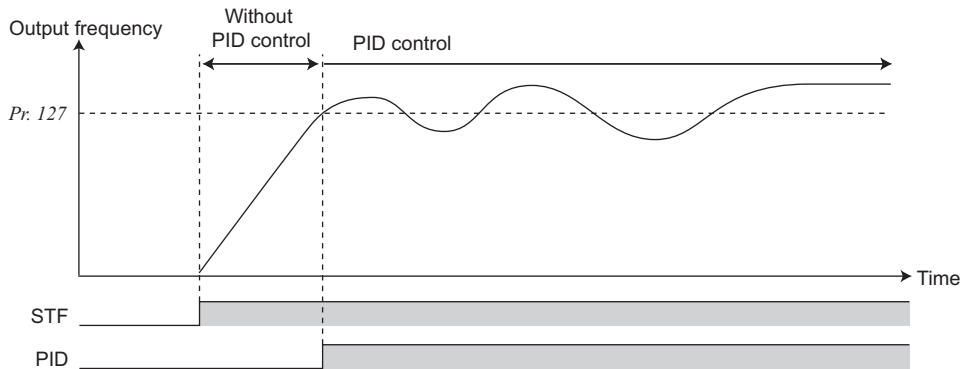 Without
Output frequency
PID control
PID control
Pr. 127
Time
STF
PID